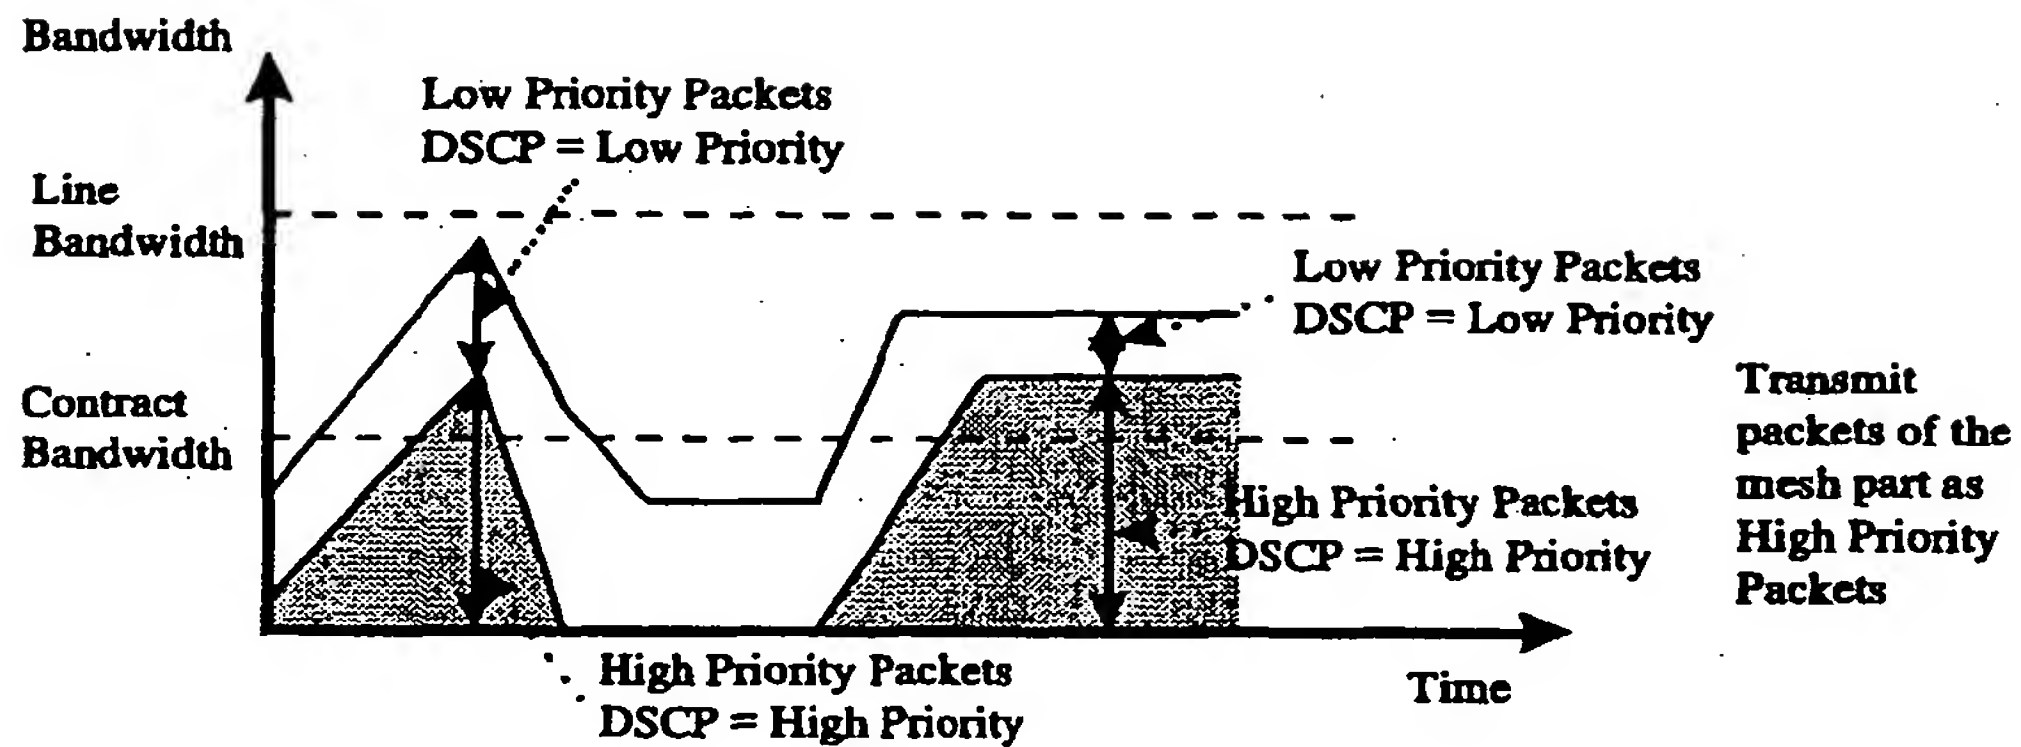 Bandwidth
Low Priority Packets
DSCP = Low Priority
Line
Bandwidth
Low Priority Packets
DSCP = Low Priority
Contract
Bandwidth
Transmit
packets of the
mesh part as
High Priority
Packets
High Priority Packets
DSCP = High Priority
High Priority Packets
DSCP = High Priority
Time